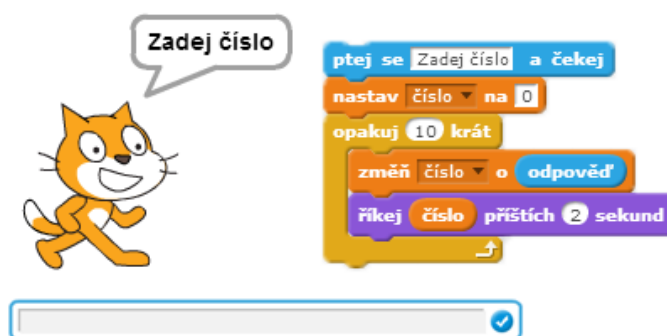 Zadej číslo
ptej se Zadej číslo a čekej
nastav číslo na 0
opakuj 10 krát
změň číslo o odpověď
říkej číslo příštích 2 sekund